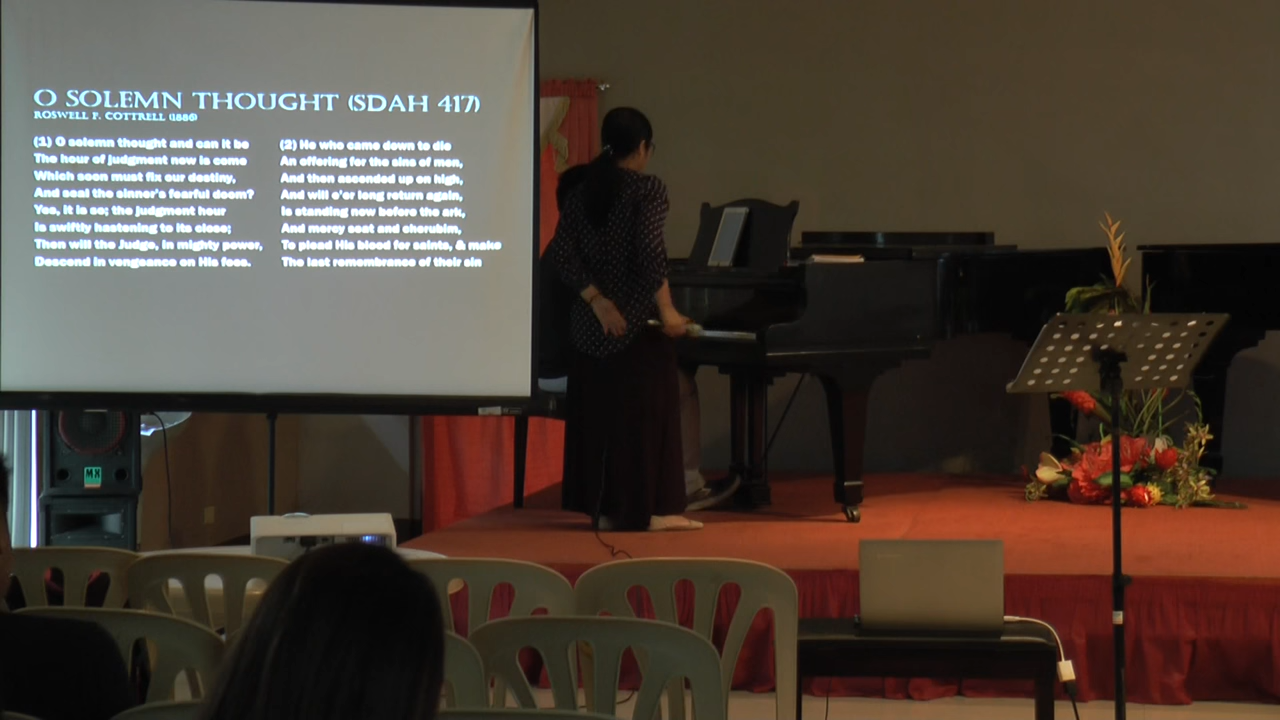 O SOLEMN THOUGHT (SDAH 417)
ROSWELL F. COTTRELL (1886)
(1) O solemn thought and can it be
The hour of judgment now is come
Which soon must fix our destiny,
And seal the sinner's fearful doom?
Yes, it is so; the judgment hour
Is swiftly hastening to its close;
Then will the Judge, in mighty power,
Descend in vengeance on His foes.
(2) He who came down to die
An offering for the sins of men,
And then ascended up on high,
And will e'er long return again,
Is standing now before the ark,
And mercy seat and cherubim,
To plead His blood for saints, & make
The last remembrance of their sin
MX